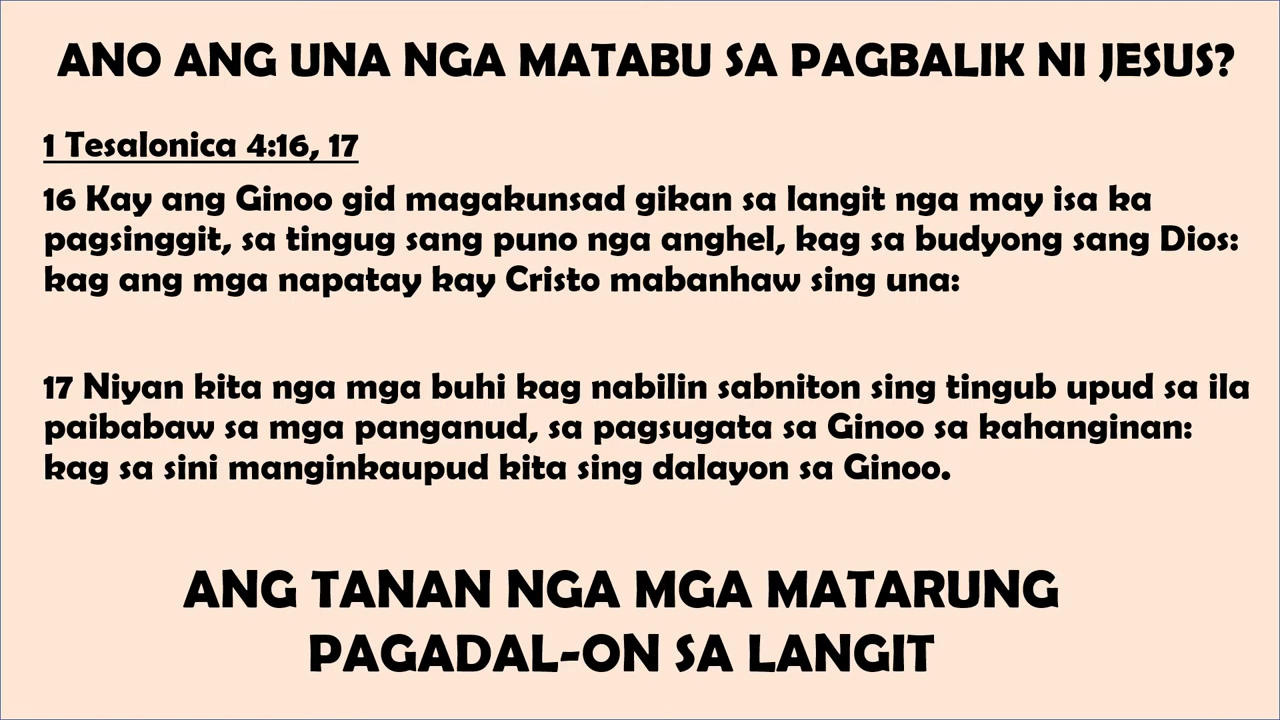 ANO ANG UNA NGA MATABU SA PAGBALIK NI JESUS?
1 Tesalonica 4:16, 17
16 Kay ang Ginoo gid magakunsad gikan sa langit nga may isa ka
pagsinggit, sa tingug sang puno nga anghel, kag sa budyong sang Dios:
kag ang mga napatay kay Cristo mabanhaw sing una:
17 Niyan kita nga mga buhi kag nabilin sabniton sing tingub upud sa ila
paibabaw sa mga panganud, sa pagsugata sa Ginoo sa kahanginan:
kag sa sini manginkaupud kita sing dalayon sa Ginoo.
ANG TANAN NGA MGA MATARUNG
PAGADAL-ON SA LANGIT